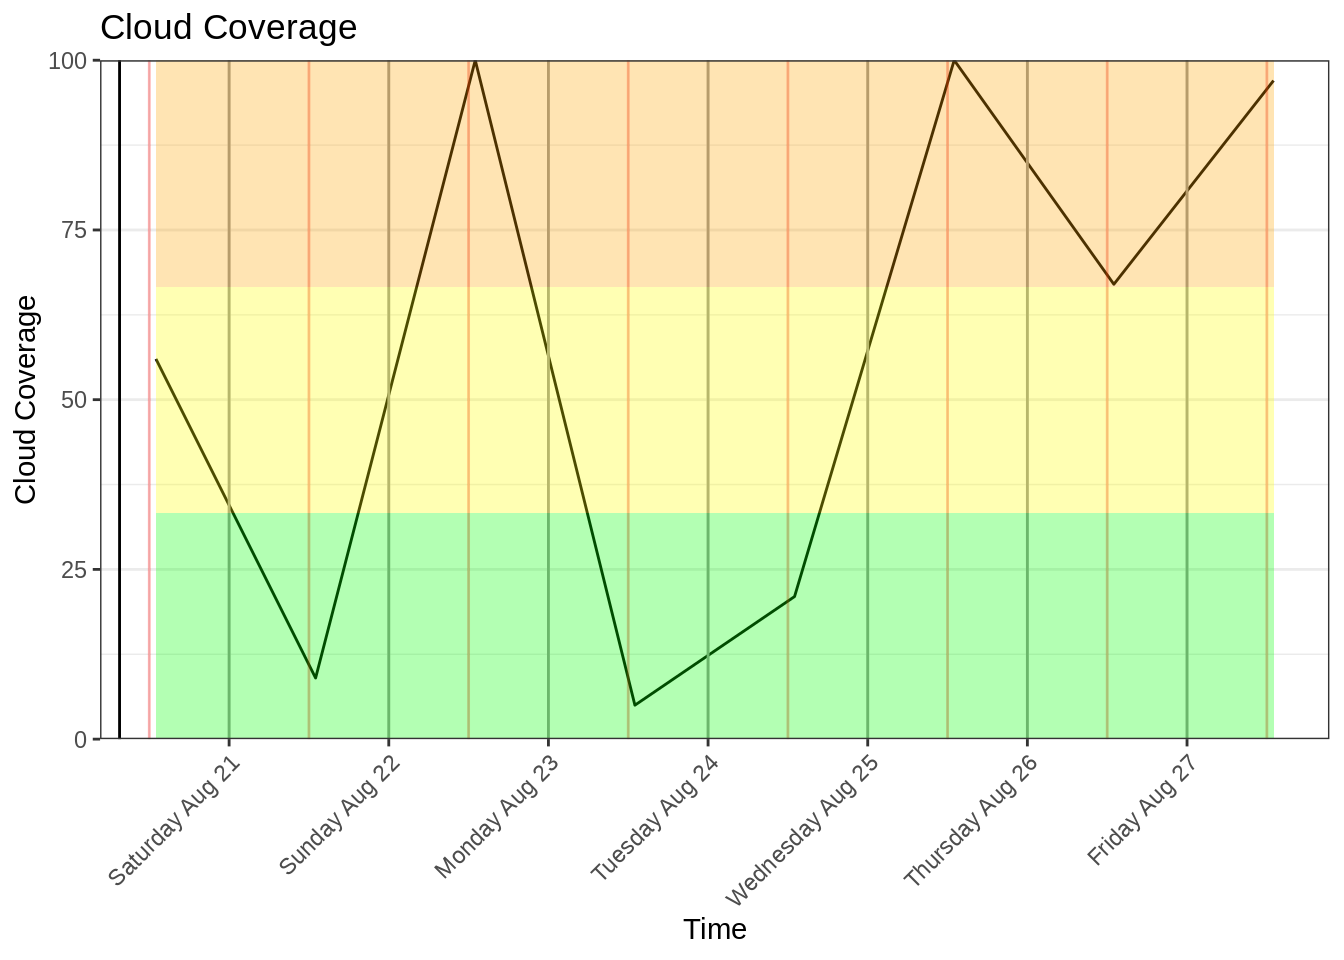 Cloud Coverage
Cloud Coverage
100
75
50
25
0
Saturday Aug 21
Sunday Aug 22
Monday Aug 23
Tuesday Aug 24
Wednesday Aug 25
Thursday Aug 26
Friday Aug 27
Time